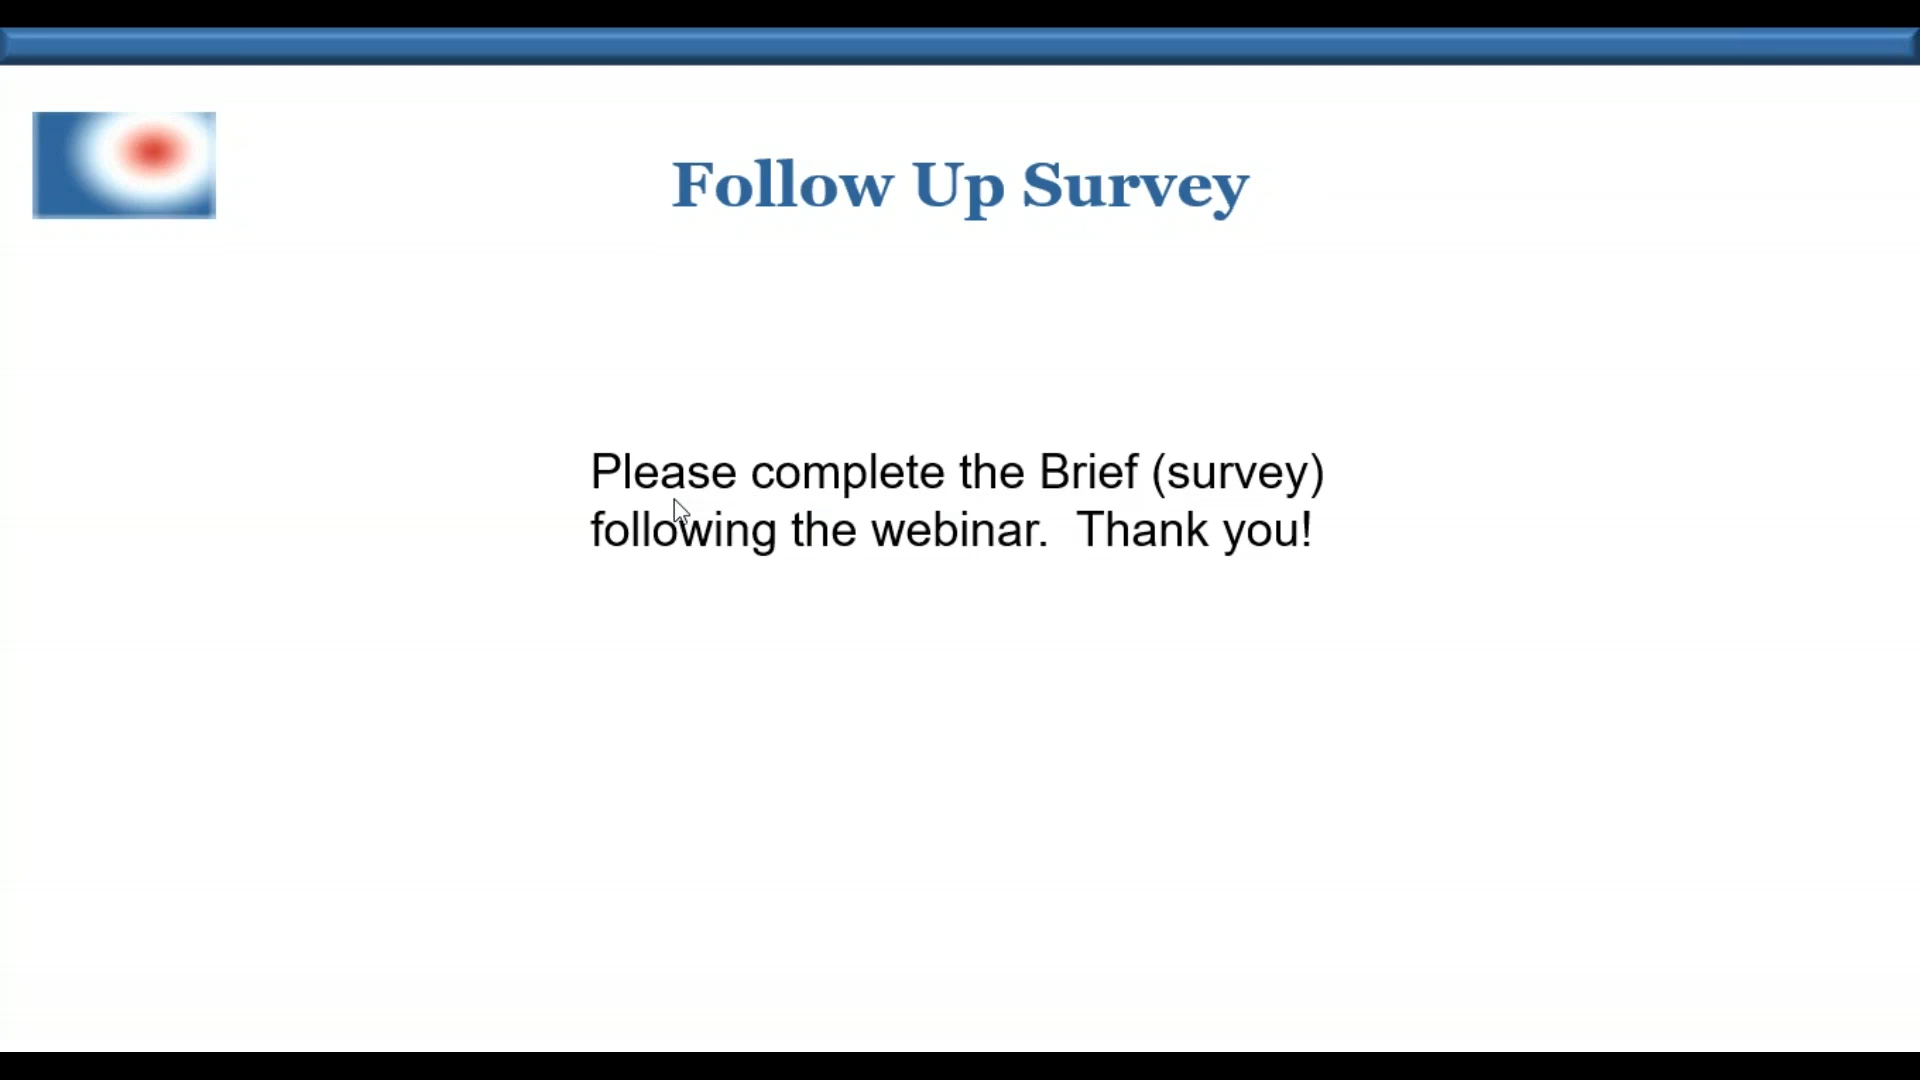 Follow Up Survey
Please complete the Brief (survey)
following the webinar.  Thank you!